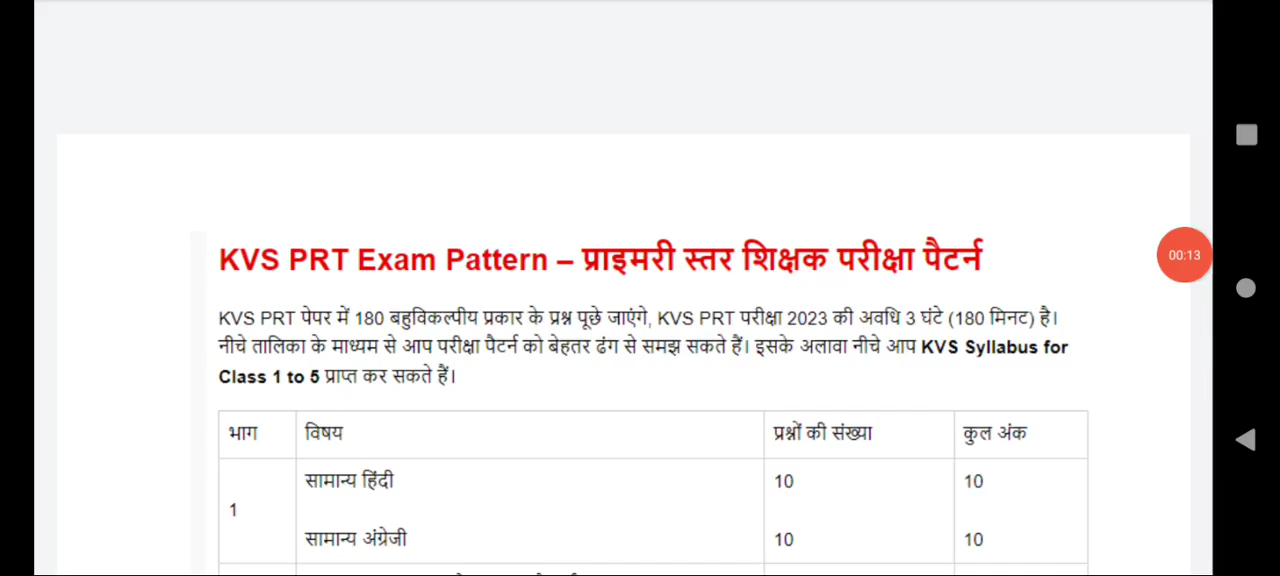 KVS PRT Exam Pattern – प्राइमरी स्तर शिक्षक परीक्षा पैटर्न
00:13
KVS PRT पेपर में 180 बहुविकल्पीय प्रकार के प्रश्न पूछे जाएंगे, KVS PRT परीक्षा 2023 की अवधि 3 घंटे (180 मिनट) है।
नीचे तालिका के माध्यम से आप परीक्षा पैटर्न को बेहतर ढंग से समझ सकते हैं। इसके अलावा नीचे आप KVS Syllabus for
Class 1 to 5 प्राप्त कर सकते हैं।
भाग विषय प्रश्नों की संख्या कुल अंक
सामान्य हिंदी 10 10
1
सामान्य अंग्रेजी 10 10